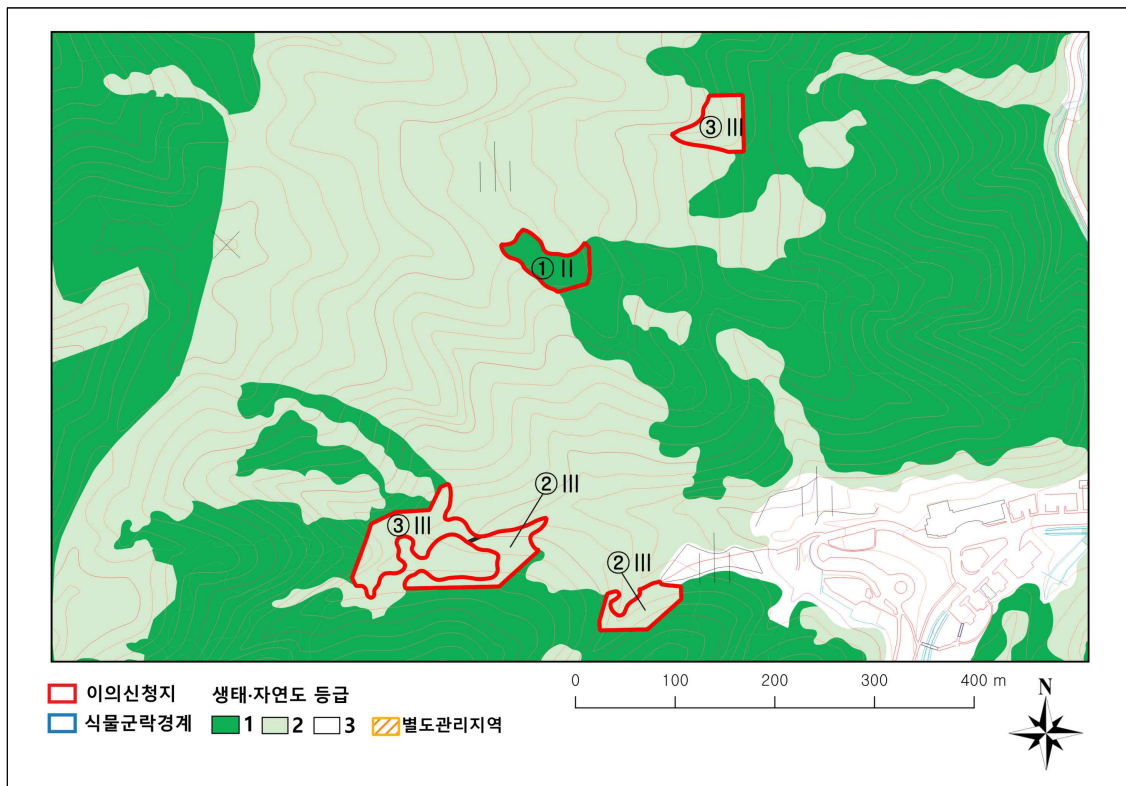 ③ III
① II
② III
③ III
② III
이의신청지 생태·자연도 등급
식물군락경계 1 2 3 별도관리지역
0 100 200 300 400 m
N